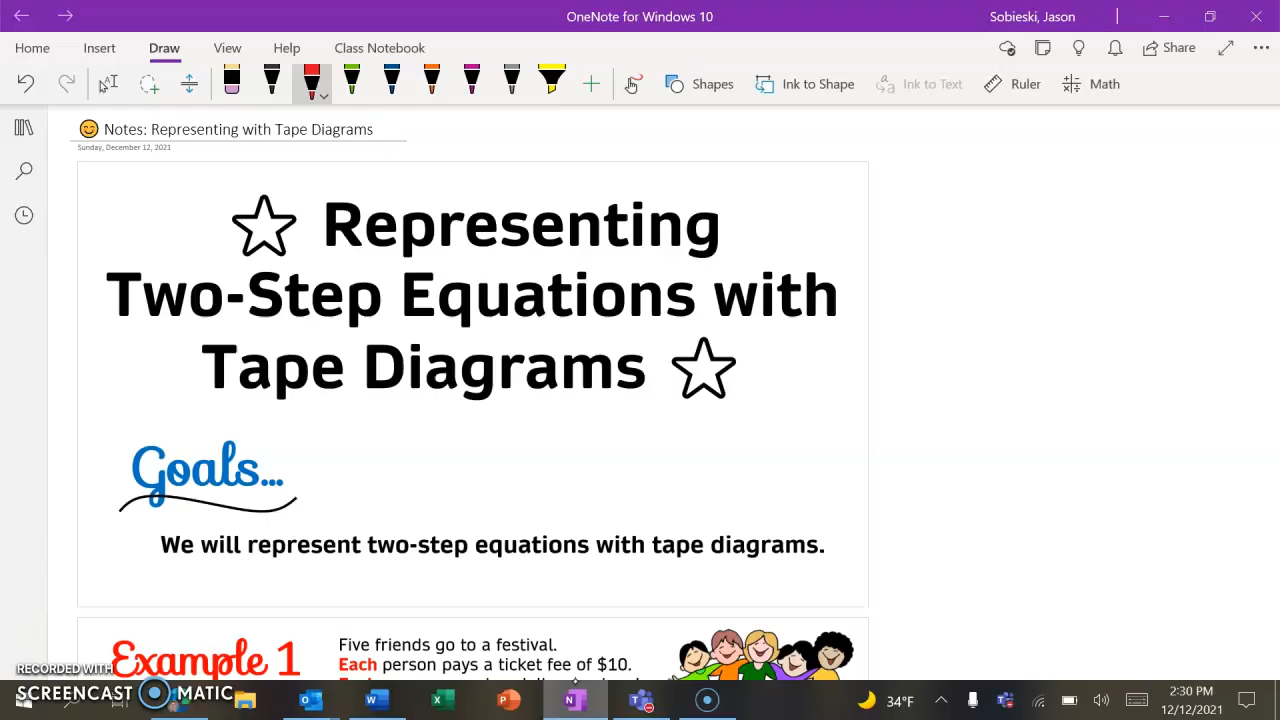 OneNote for Windows 10
Sobieski, Jason
Home Insert Draw View Help Class Notebook
Share
Shapes Ink to Shape Ink to Text Ruler Math
Notes: Representing with Tape Diagrams
Sunday, December 12, 2021
Representing
Two-Step Equations with
Tape Diagrams
Goals...
We will represent two-step equations with tape diagrams.
Example 1
Five friends go to a festival.
Each person pays a ticket fee of $10.
RECORDED WITH
SCREENCAST MATIC
34°F
2:30 PM
12/12/2021